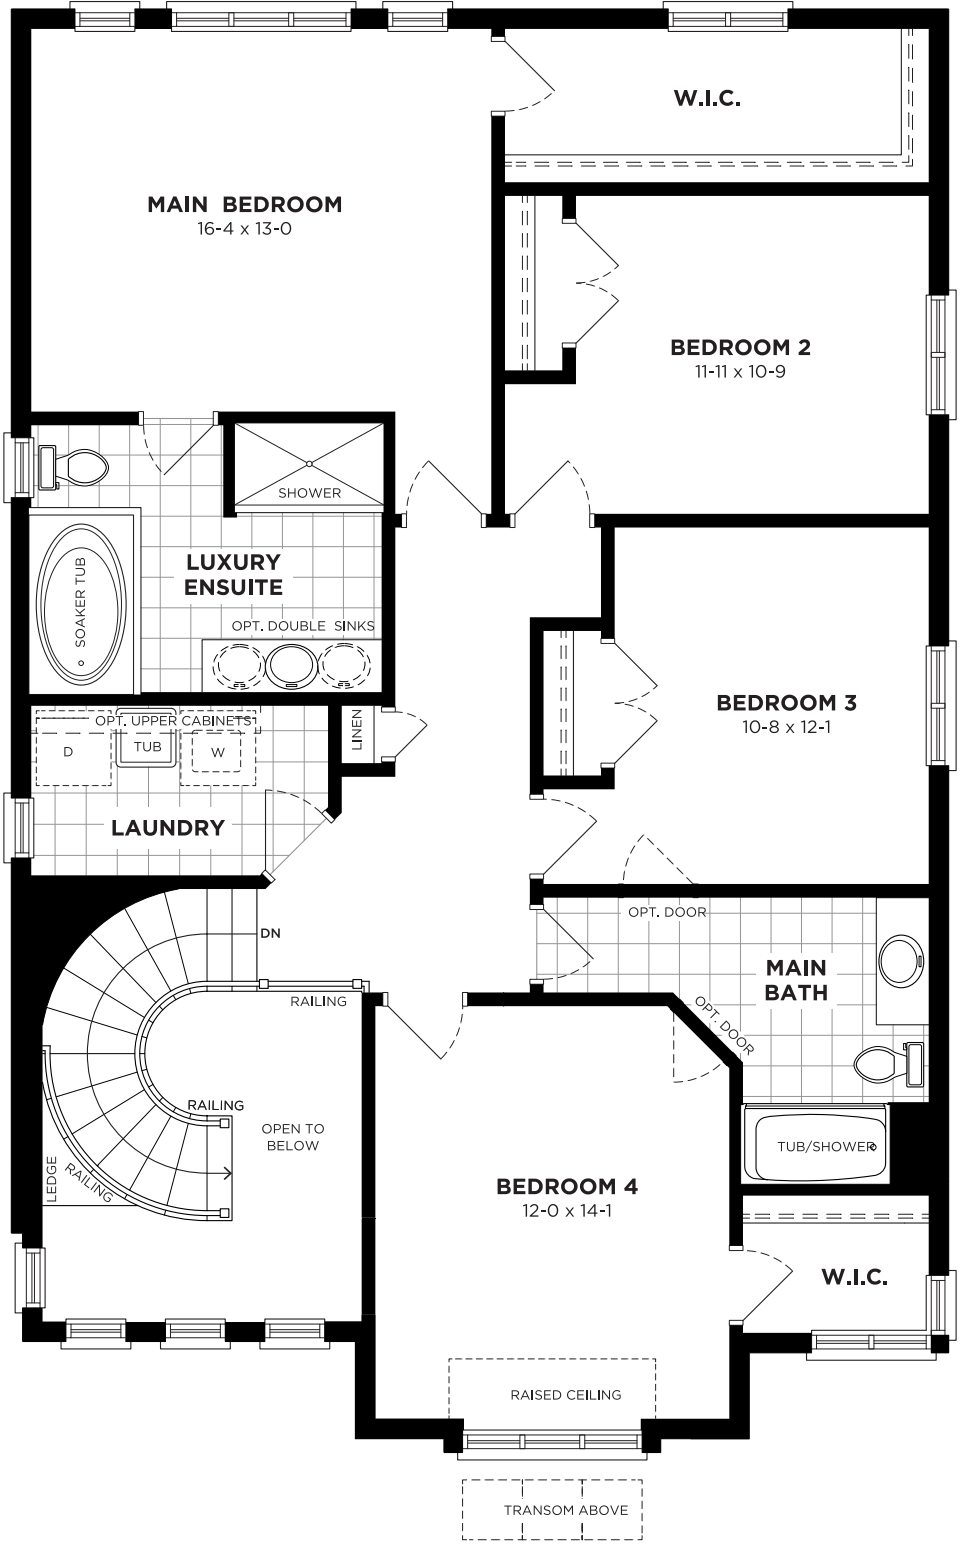 W.I.C.
MAIN BEDROOM
16-4 x 13-0
BEDROOM 2
11-11 x 10-9
SHOWER
LUXURY
ENSUITE
SOAKER TUB
OPT. DOUBLE SINKS
BEDROOM 3
10-8 x 12-1
LINEN
OPT. UPPER CABINETS
D
TUB
W
LAUNDRY
OPT. DOOR
DN
MAIN
BATH
RAILING
OPT. DOOR
RAILING
OPEN TO
BELOW
TUB/SHOWER
LEDGE
RAILING
BEDROOM 4
12-0 x 14-1
W.I.C.
RAISED CEILING
TRANSOM ABOVE